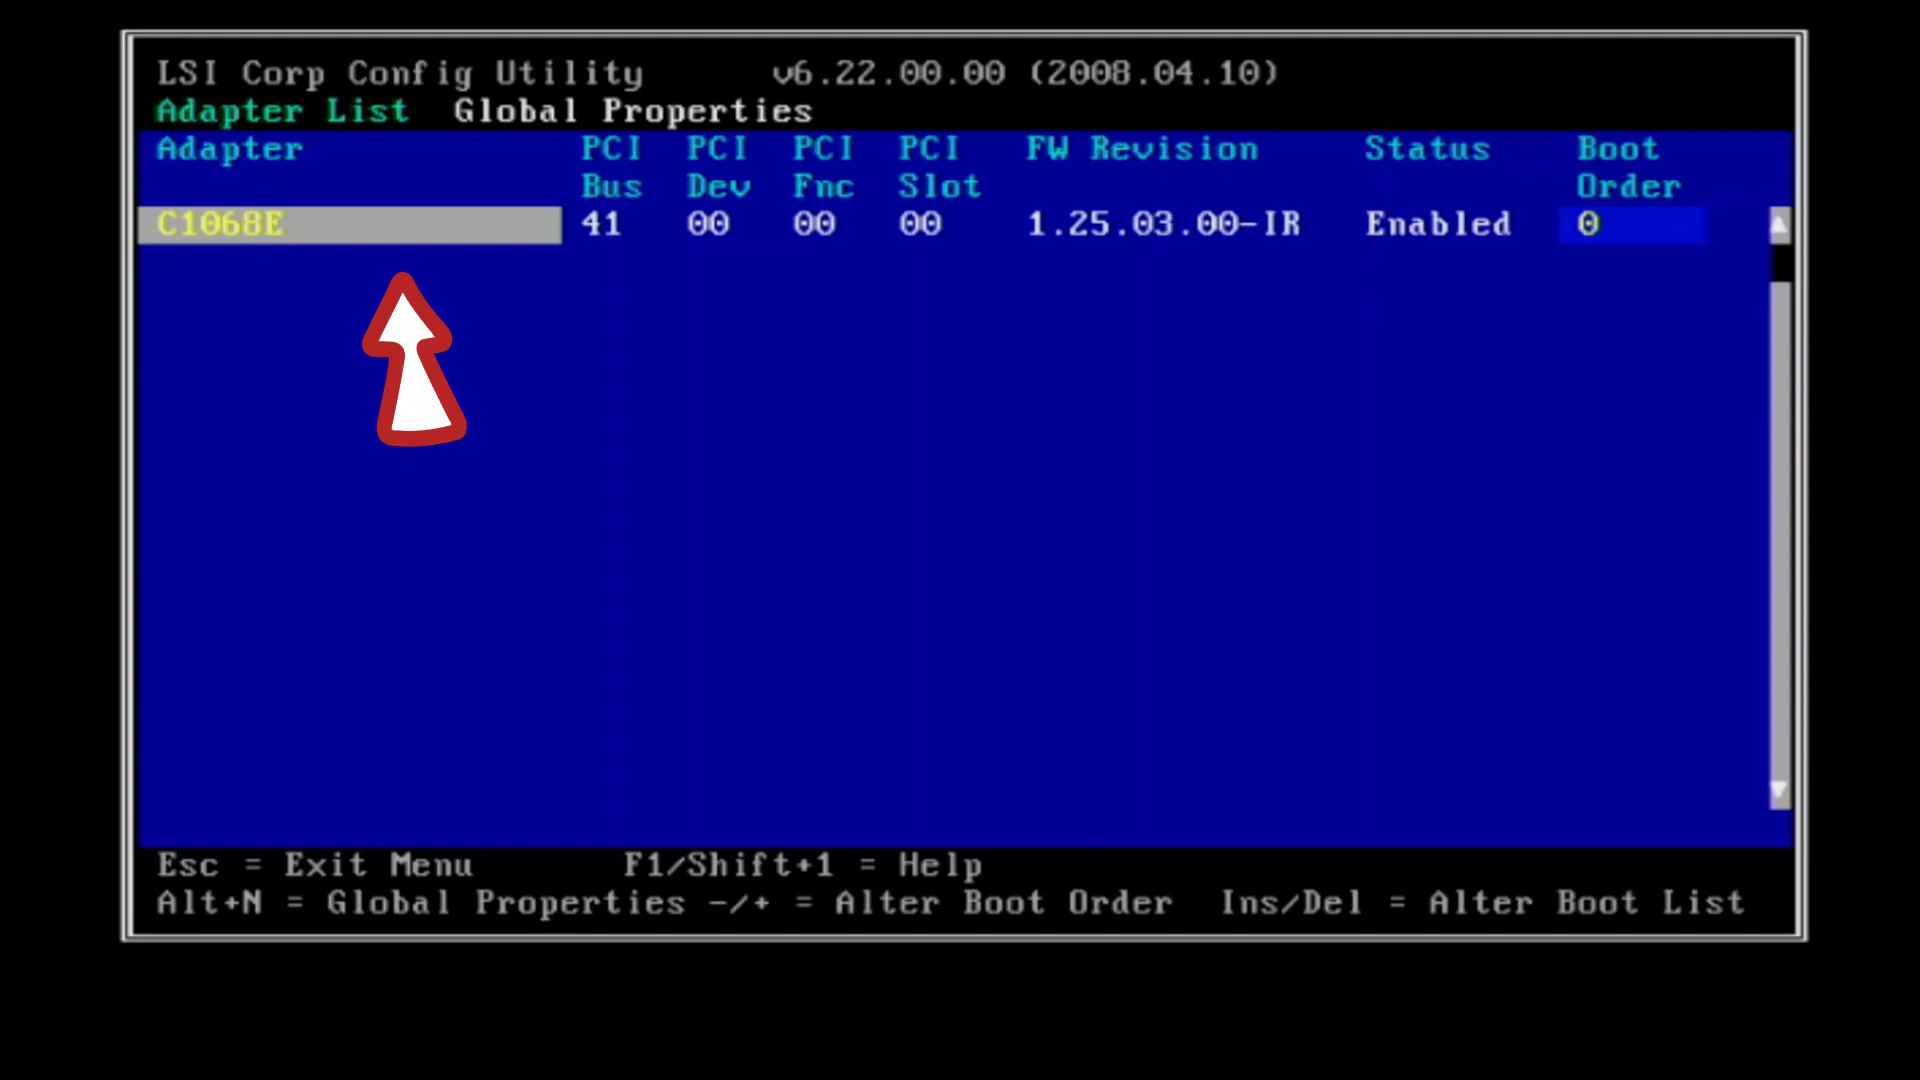 LSI Corp Config Utility v6.22.00.00 (2008.04.10)
Adapter List Global Properties
Adapter PCI PCI PCI PCI FW Revision Status Boot
Bus Dev Fnc Slot Order
C1068E 41 00 00 00 1.25.03.00-IR Enabled 0
Esc = Exit Menu F1/Shift+1 = Help
Alt+N = Global Properties -/+ = Alter Boot Order Ins/Del = Alter Boot List